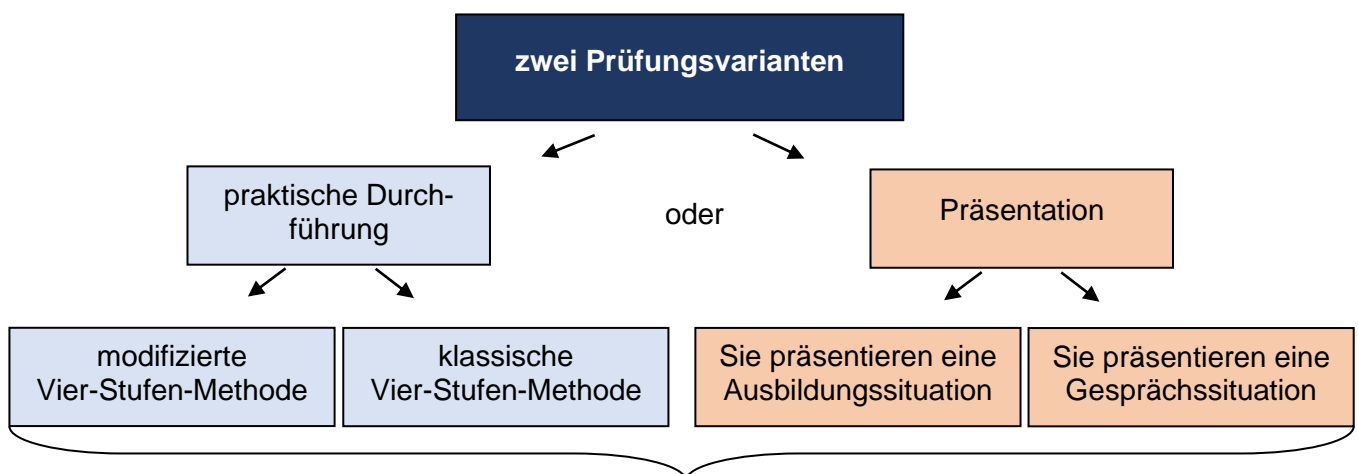 zwei Prüfungsvarianten
praktische Durch-
führung
oder
Präsentation
modifizierte
Vier-Stufen-Methode
klassische
Vier-Stufen-Methode
Sie präsentieren eine
Ausbildungssituation
Sie präsentieren eine
Gesprächssituation